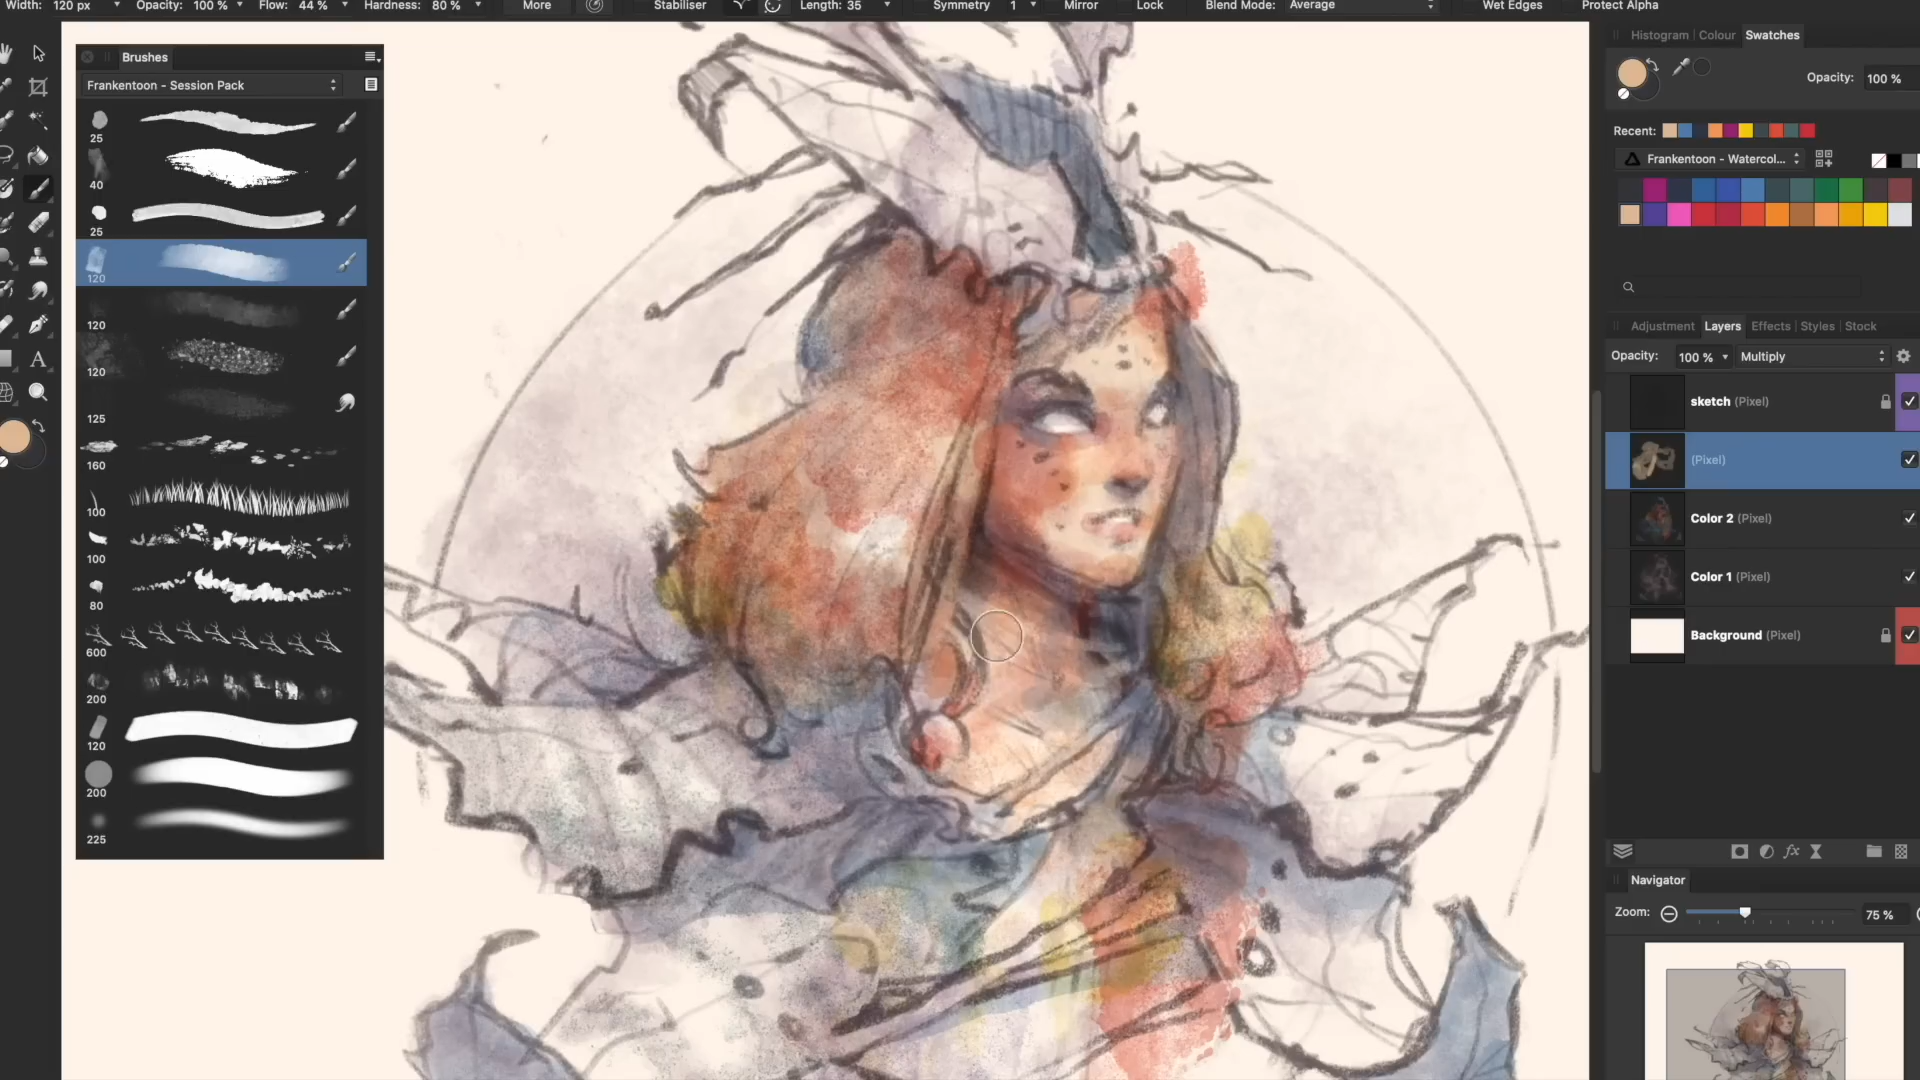 Width: 120 px Opacity: 100 % Flow: 44 % Hardness: 80 % More Stabiliser Length: 35 Symmetry 1 Mirror Lock Blend Mode: Average Wet Edges Protect Alpha
Brushes
Frankentoon - Session Pack
25
40
25
120
120
120
125
160
100
100
80
600
200
120
200
225
A
Histogram Colour Swatches
Opacity: 100 %
Recent:
Frankentoon - Watercol...
Adjustment Layers Effects Styles Stock
Opacity: 100 % Multiply
sketch (Pixel)
(Pixel)
Color 2 (Pixel)
Color 1 (Pixel)
Background (Pixel)
fx
Navigator
Zoom: 75 %